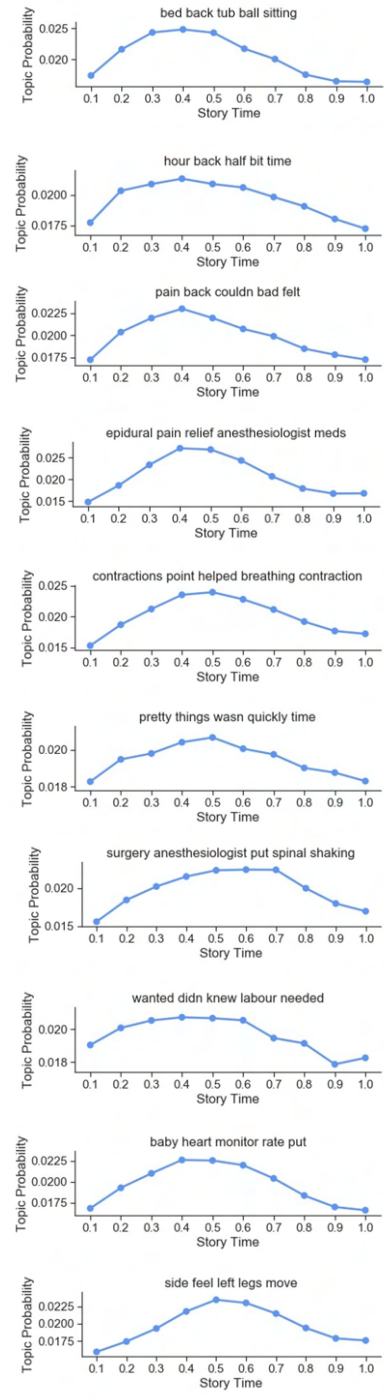 bed back tub ball sitting
Topic Probability
0.025
0.020
0.1 0.2 0.3 0.4 0.5 0.6 0.7 0.8 0.9 1.0
Story Time
hour back half bit time
Topic Probability
0.0200
0.0175
0.1 0.2 0.3 0.4 0.5 0.6 0.7 0.8 0.9 1.0
Story Time
pain back couldn bad felt
Topic Probability
0.0225
0.0200
0.0175
0.1 0.2 0.3 0.4 0.5 0.6 0.7 0.8 0.9 1.0
Story Time
epidural pain relief anesthesiologist meds
Topic Probability
0.025
0.020
0.015
0.1 0.2 0.3 0.4 0.5 0.6 0.7 0.8 0.9 1.0
Story Time
contractions point helped breathing contraction
Topic Probability
0.025
0.020
0.015
0.1 0.2 0.3 0.4 0.5 0.6 0.7 0.8 0.9 1.0
Story Time
pretty things wasn quickly time
Topic Probability
0.020
0.018
0.1 0.2 0.3 0.4 0.5 0.6 0.7 0.8 0.9 1.0
Story Time
surgery anesthesiologist put spinal shaking
Topic Probability
0.020
0.015
0.1 0.2 0.3 0.4 0.5 0.6 0.7 0.8 0.9 1.0
Story Time
wanted didn knew labour needed
Topic Probability
0.020
0.018
0.1 0.2 0.3 0.4 0.5 0.6 0.7 0.8 0.9 1.0
Story Time
baby heart monitor rate put
Topic Probability
0.0225
0.0200
0.0175
0.1 0.2 0.3 0.4 0.5 0.6 0.7 0.8 0.9 1.0
Story Time
side feel left legs move
Topic Probability
0.0225
0.0200
0.0175
0.1 0.2 0.3 0.4 0.5 0.6 0.7 0.8 0.9 1.0
Story Time